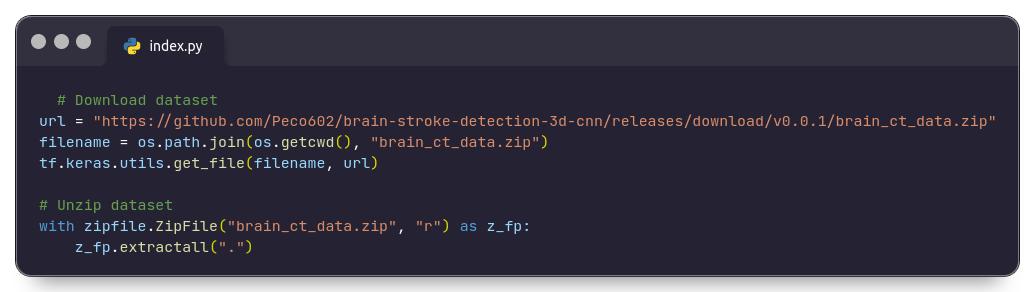 index.py
# Download dataset
url = "https://github.com/Peco602/brain-stroke-detection-3d-cnn/releases/download/v0.0.1/brain_ct_data.zip"
filename = os.path.join(os.getcwd(), "brain_ct_data.zip")
tf.keras.utils.get_file(filename, url)
# Unzip dataset
with zipfile.ZipFile("brain_ct_data.zip", "r") as z_fp:
    z_fp.extractall(".")